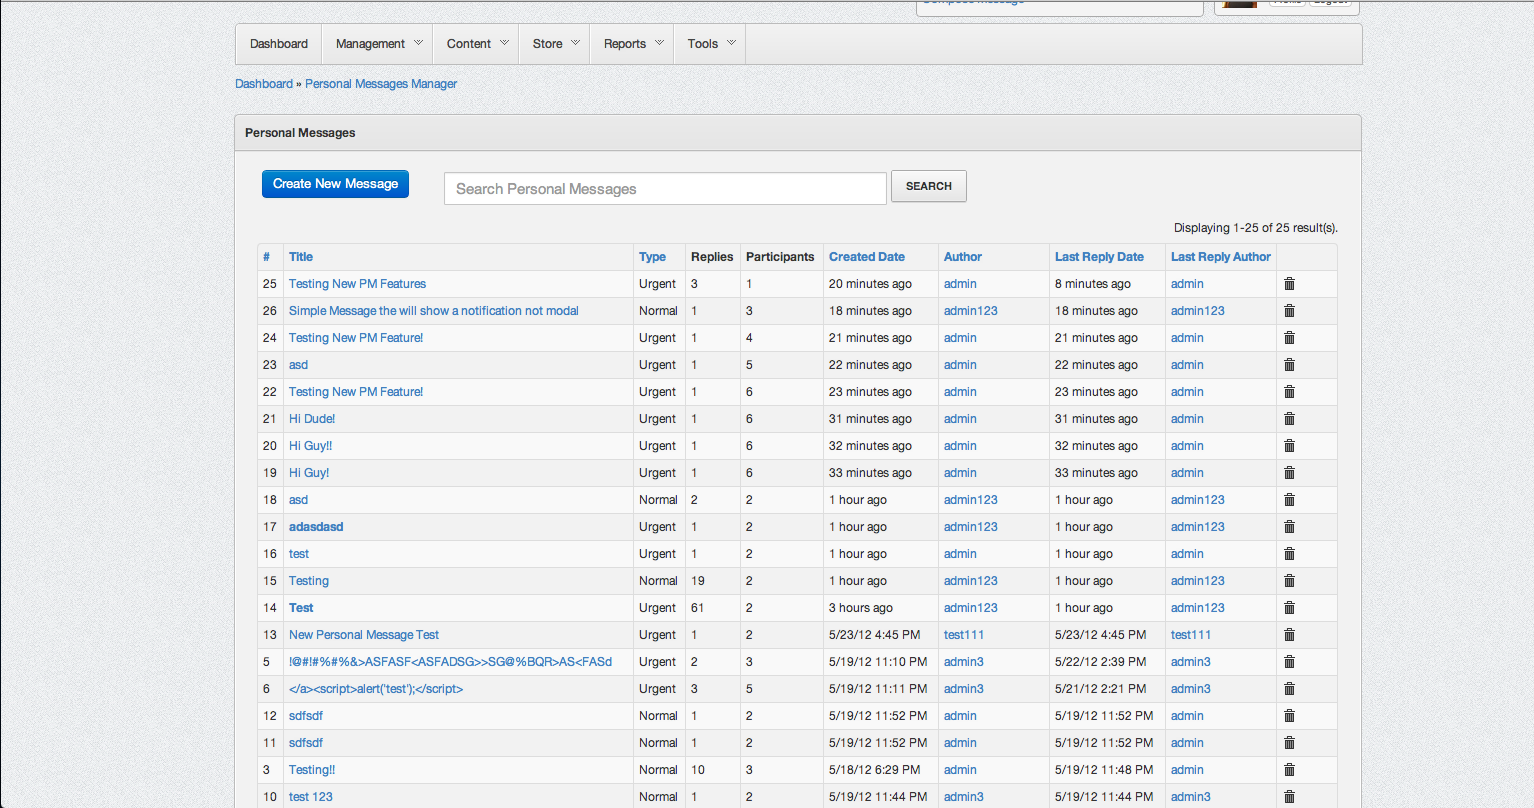 Compose Message
Profile Logout
Dashboard Management Content Store Reports Tools
Dashboard » Personal Messages Manager
Personal Messages
Create New Message Search Personal Messages SEARCH
Displaying 1-25 of 25 result(s).
# Title Type Replies Participants Created Date Author Last Reply Date Last Reply Author
25 Testing New PM Features Urgent 3 1 20 minutes ago admin 8 minutes ago admin
26 Simple Message the will show a notification not modal Normal 1 3 18 minutes ago admin123 18 minutes ago admin123
24 Testing New PM Feature! Urgent 1 4 21 minutes ago admin 21 minutes ago admin
23 asd Urgent 1 5 22 minutes ago admin 22 minutes ago admin
22 Testing New PM Feature! Urgent 1 6 23 minutes ago admin 23 minutes ago admin
21 Hi Dude! Urgent 1 6 31 minutes ago admin 31 minutes ago admin
20 Hi Guy!! Urgent 1 6 32 minutes ago admin 32 minutes ago admin
19 Hi Guy! Urgent 1 6 33 minutes ago admin 33 minutes ago admin
18 asd Normal 2 2 1 hour ago admin123 1 hour ago admin123
17 adasdasd Urgent 1 2 1 hour ago admin123 1 hour ago admin123
16 test Urgent 1 2 1 hour ago admin 1 hour ago admin
15 Testing Normal 19 2 1 hour ago admin123 1 hour ago admin123
14 Test Urgent 61 2 3 hours ago admin123 1 hour ago admin123
13 New Personal Message Test Urgent 1 2 5/23/12 4:45 PM test111 5/23/12 4:45 PM test111
5 !@#!#%#%&>ASFASF<ASFADSG>>SG@%BQR>AS<FASd Urgent 2 3 5/19/12 11:10 PM admin3 5/22/12 2:39 PM admin3
6 </a><script>alert('test');</script> Urgent 3 5 5/19/12 11:11 PM admin3 5/21/12 2:21 PM admin3
12 sdfsdf Normal 1 2 5/19/12 11:52 PM admin 5/19/12 11:52 PM admin
11 sdfsdf Normal 1 2 5/19/12 11:52 PM admin 5/19/12 11:52 PM admin
3 Testing!! Normal 10 3 5/18/12 6:29 PM admin 5/19/12 11:48 PM admin
10 test 123 Normal 1 2 5/19/12 11:44 PM admin3 5/19/12 11:44 PM admin3